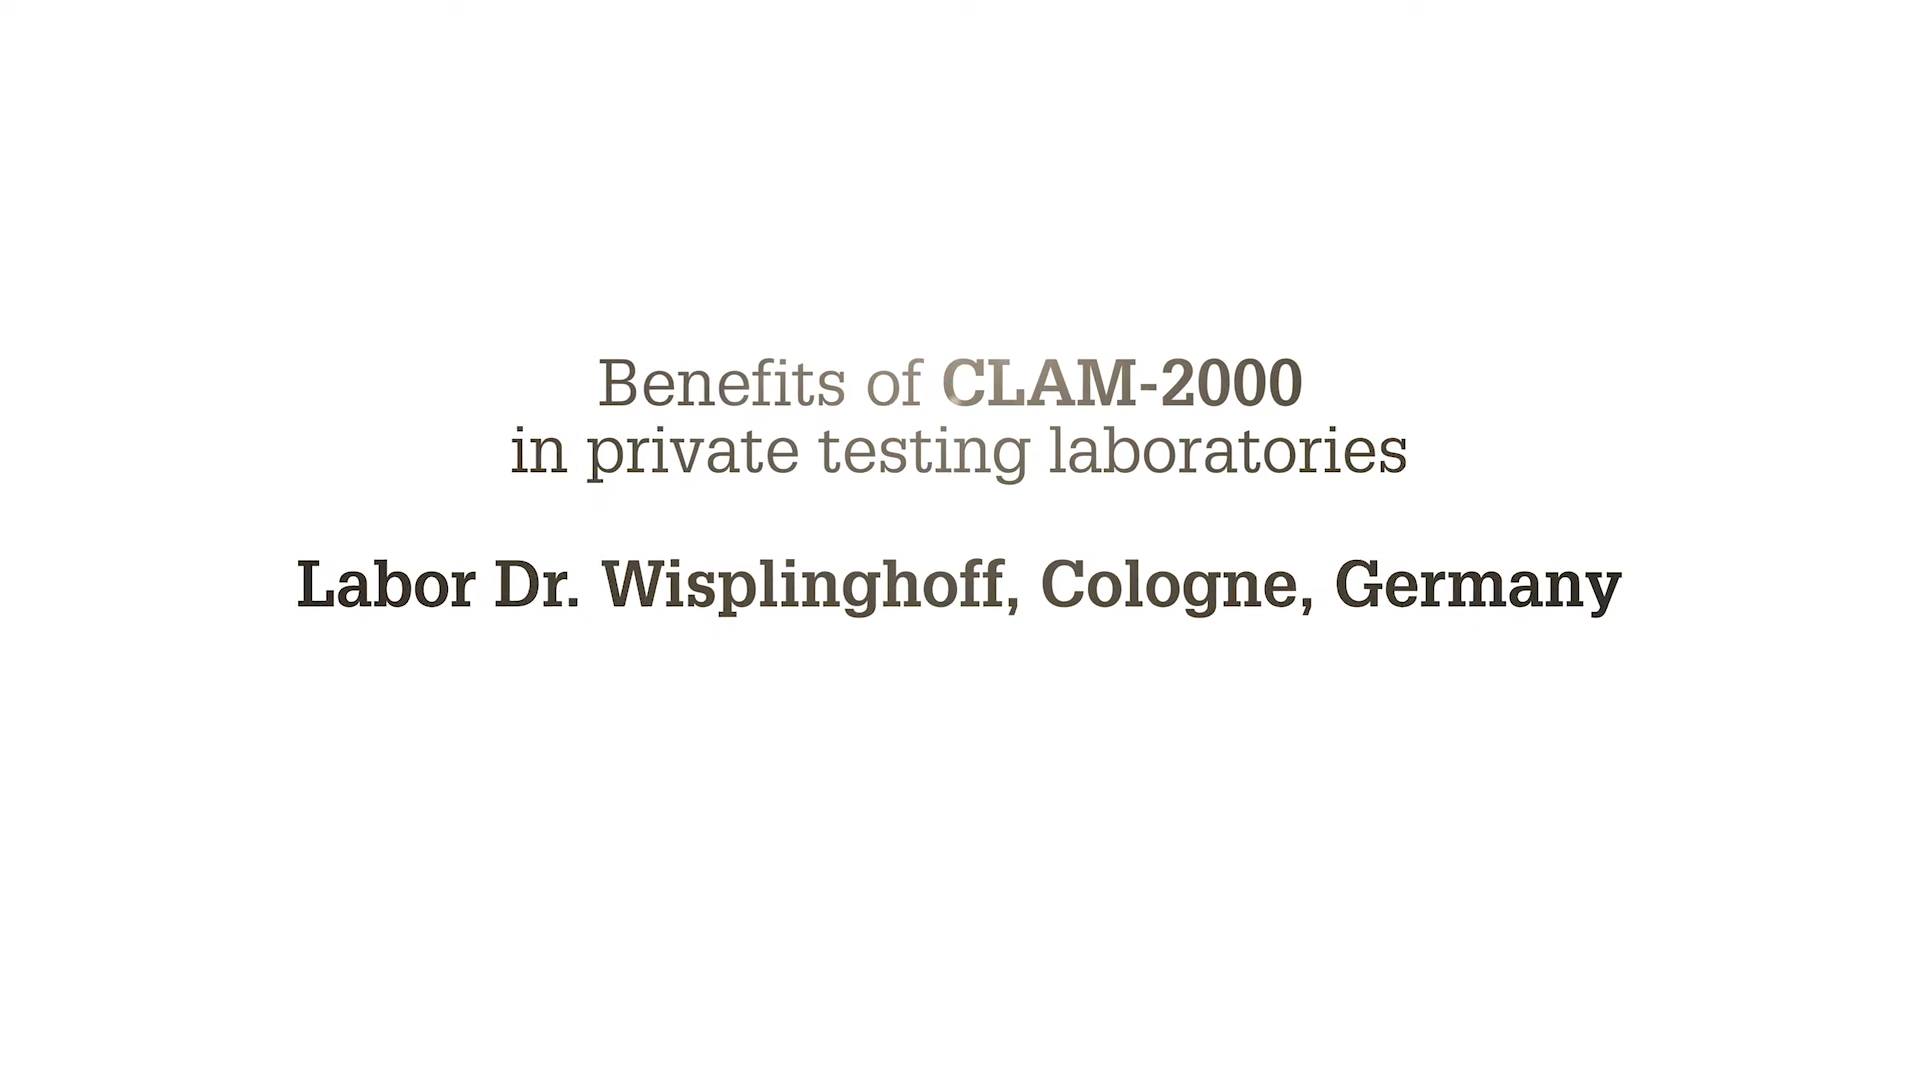 Benefits of CLAM-2000
in private testing laboratories
Labor Dr. Wisplinghoff, Cologne, Germany